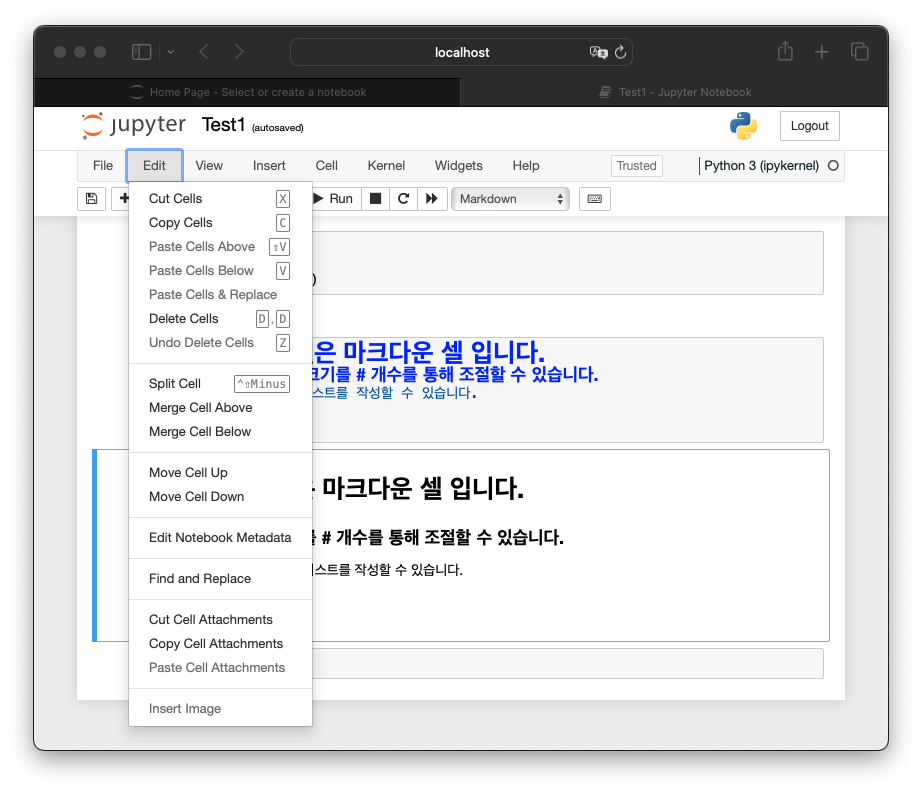 localhost
Home Page - Select or create a notebook
Test1 - Jupyter Notebook
jupyter Test1 (autosaved)
Logout
File Edit View Insert Cell Kernel Widgets Help Trusted Python 3 (ipykernel)
Run Markdown
Cut Cells X
Copy Cells C
Paste Cells Above ⇧V
Paste Cells Below V
Paste Cells & Replace
Delete Cells D,D
Undo Delete Cells Z
Split Cell ^⇧Minus
Merge Cell Above
Merge Cell Below
Move Cell Up
Move Cell Down
Edit Notebook Metadata
Find and Replace
Cut Cell Attachments
Copy Cell Attachments
Paste Cell Attachments
Insert Image
)
은 마크다운 셀 입니다.
크기를 # 개수를 통해 조절할 수 있습니다.
스트를 작성할 수 있습니다.
마크다운 셀 입니다.
# 개수를 통해 조절할 수 있습니다.
스트를 작성할 수 있습니다.